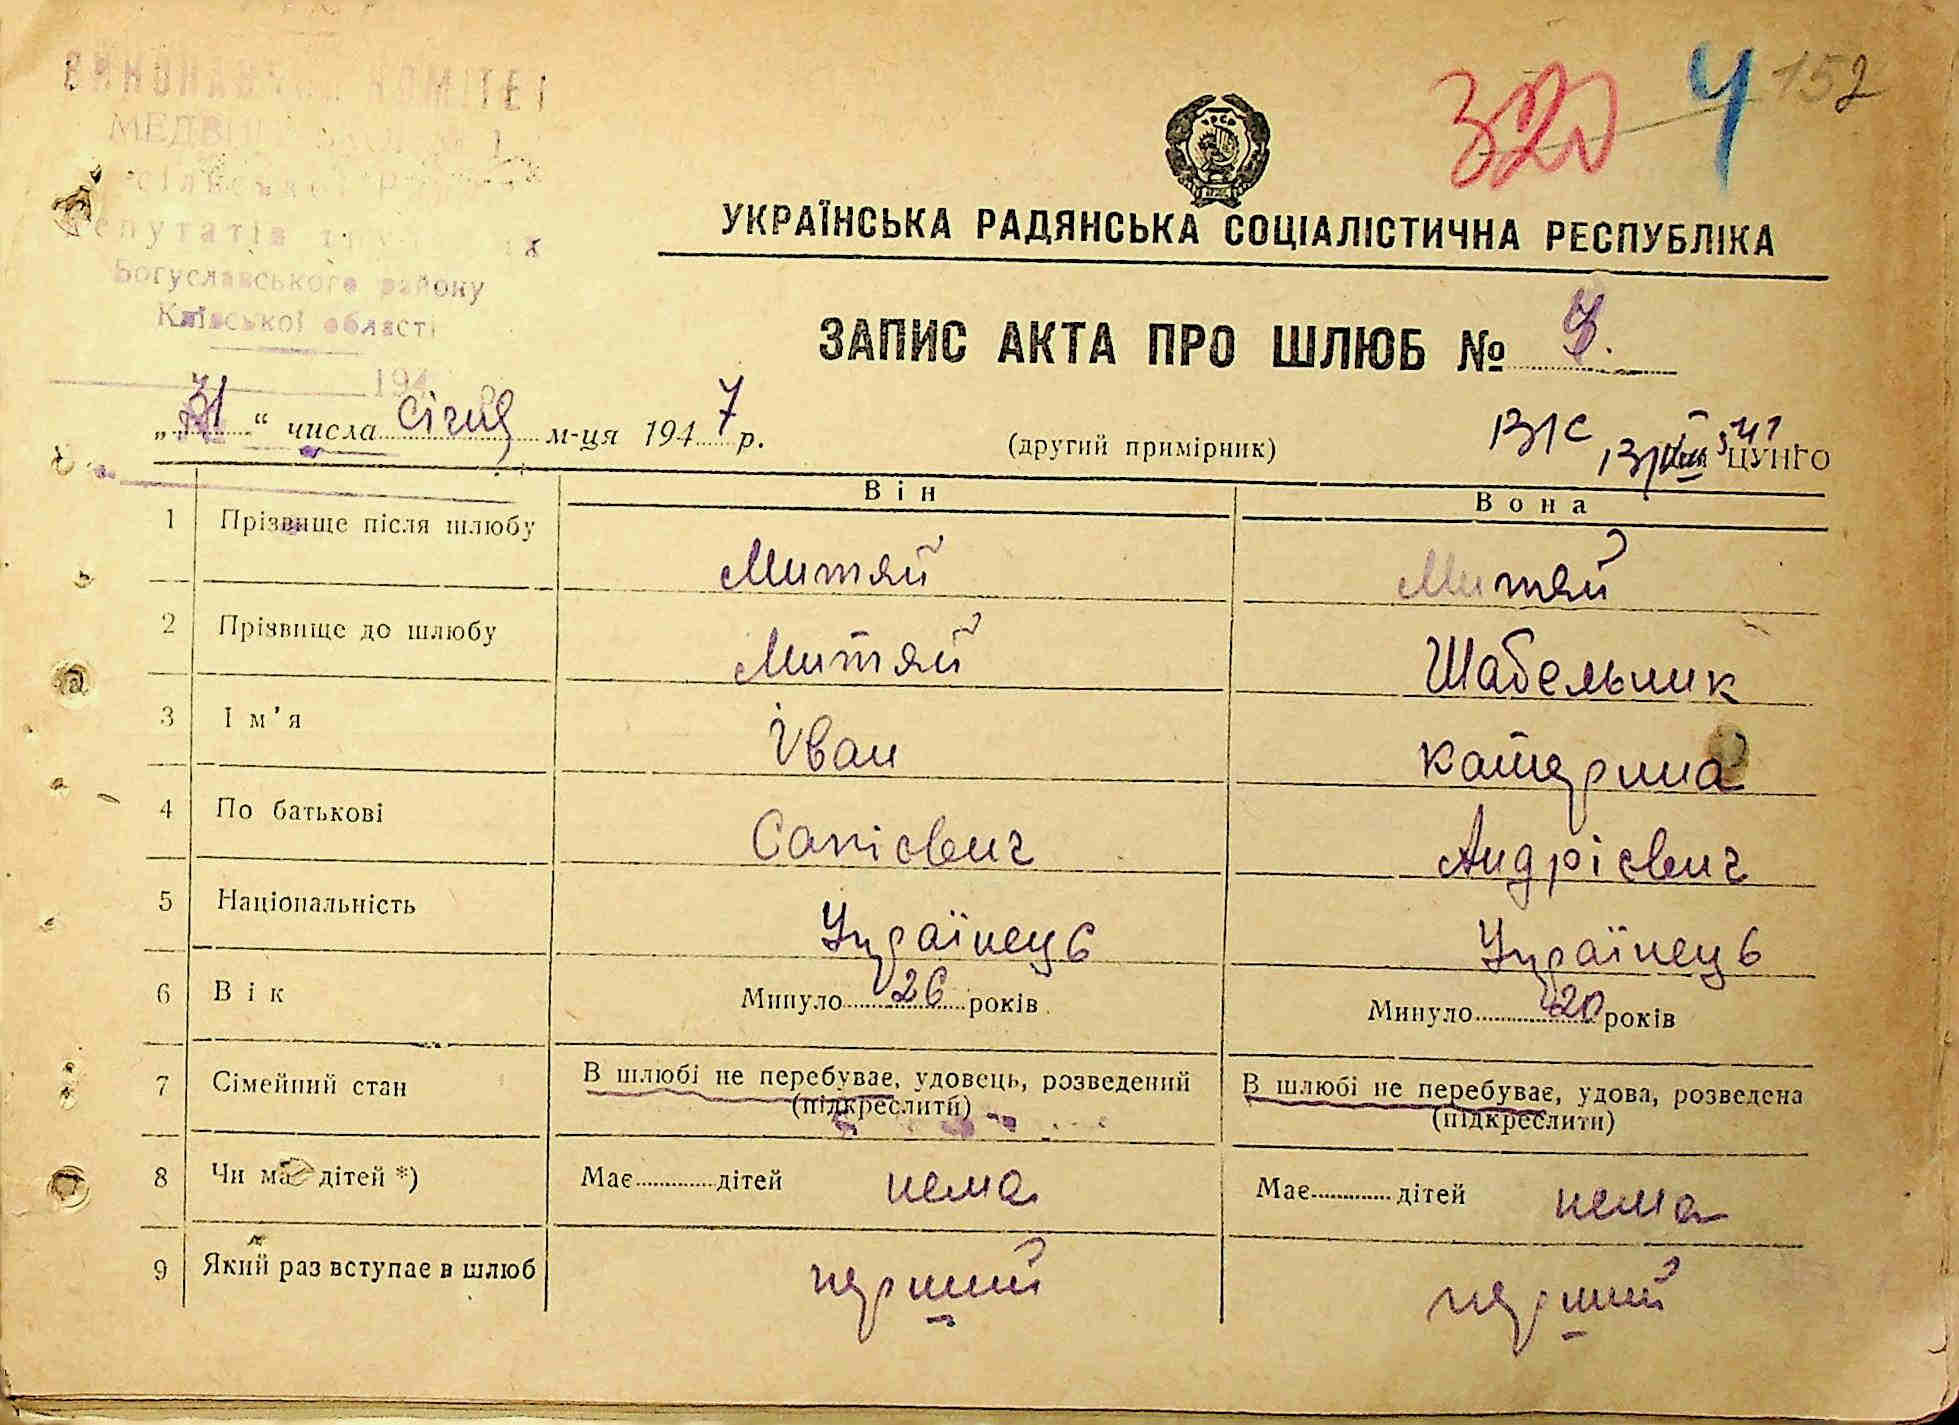 320 4 152
ВИКОНАВЧИЙ КОМІТЕТ
сільської
депутатів
Богуславського району
Київської області
194
УКРАЇНСЬКА РАДЯНСЬКА СОЦІАЛІСТИЧНА РЕСПУБЛІКА
ЗАПИС АКТА ПРО ШЛЮБ №
„31“ числа січня м-ця 1947 р. (другий примірник)
Він Вона
1 Прізвище після шлюбу Митяй Митяй
2 Прізвище до шлюбу Митяй Шабельник
3 Ім'я Іван Катерина
4 По батькові Андрієвич
5 Національність Українець Українець
6 Вік Минуло 26 років Минуло 20 років
7 Сімейний стан В шлюбі не перебуває, удовець, розведений В шлюбі не перебуває, удова, розведена
(підкреслити) (підкреслити)
8 Чи має дітей *) Має дітей нема Має дітей нема
9 Який раз вступає в шлюб перший перший